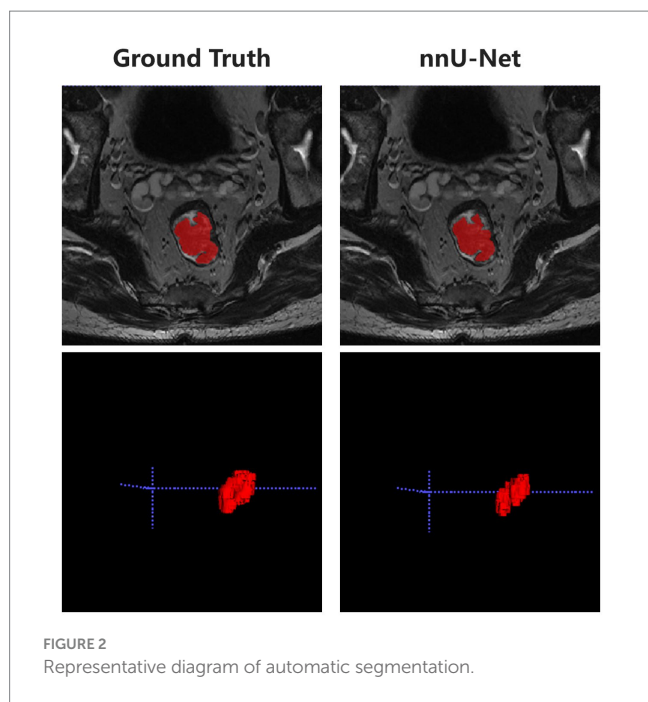 Ground Truth
nnU-Net
FIGURE 2
Representative diagram of automatic segmentation.